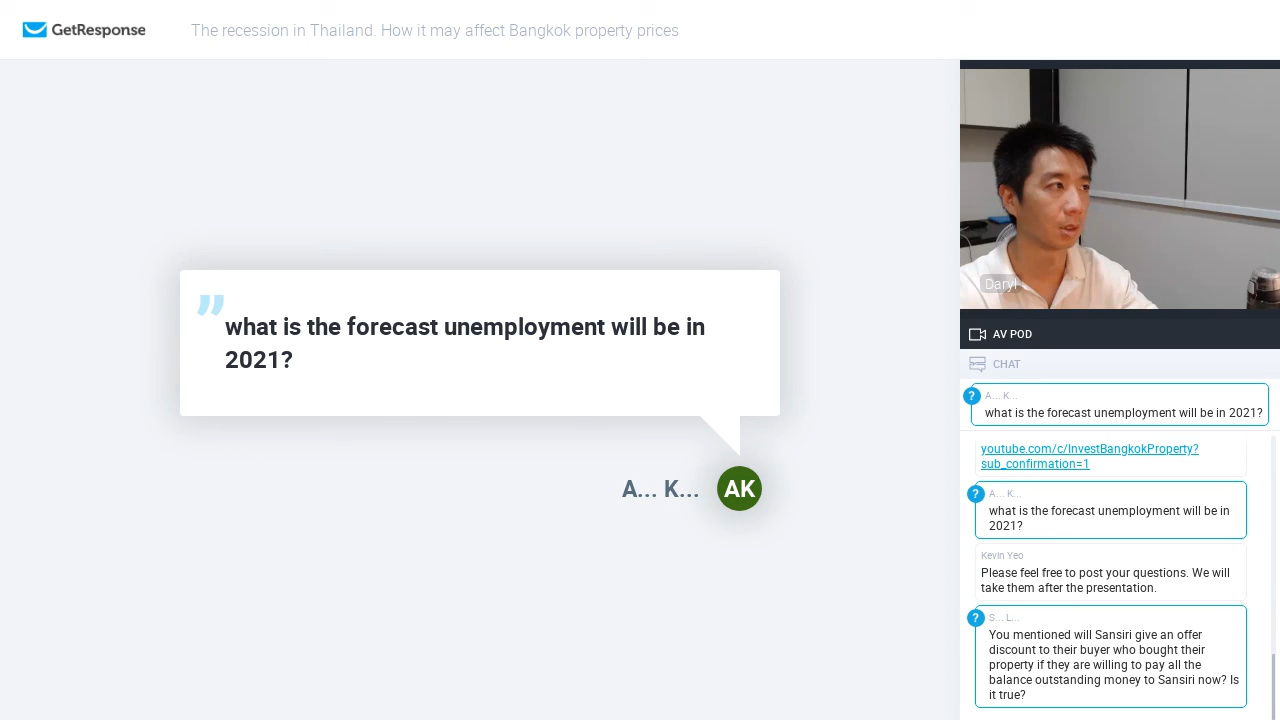 GetResponse
The recession in Thailand. How it may affect Bangkok property prices
Daryl
”
what is the forecast unemployment will be in
2021?
A... K...
AK
AV POD
CHAT
?
A... K...
what is the forecast unemployment will be in 2021?
youtube.com/c/InvestBangkokProperty?
sub_confirmation=1
?
A... K...
what is the forecast unemployment will be in
2021?
Kevin Yeo
Please feel free to post your questions. We will
take them after the presentation.
?
S... L...
You mentioned will Sansiri give an offer
discount to their buyer who bought their
property if they are willing to pay all the
balance outstanding money to Sansiri now? Is
it true?